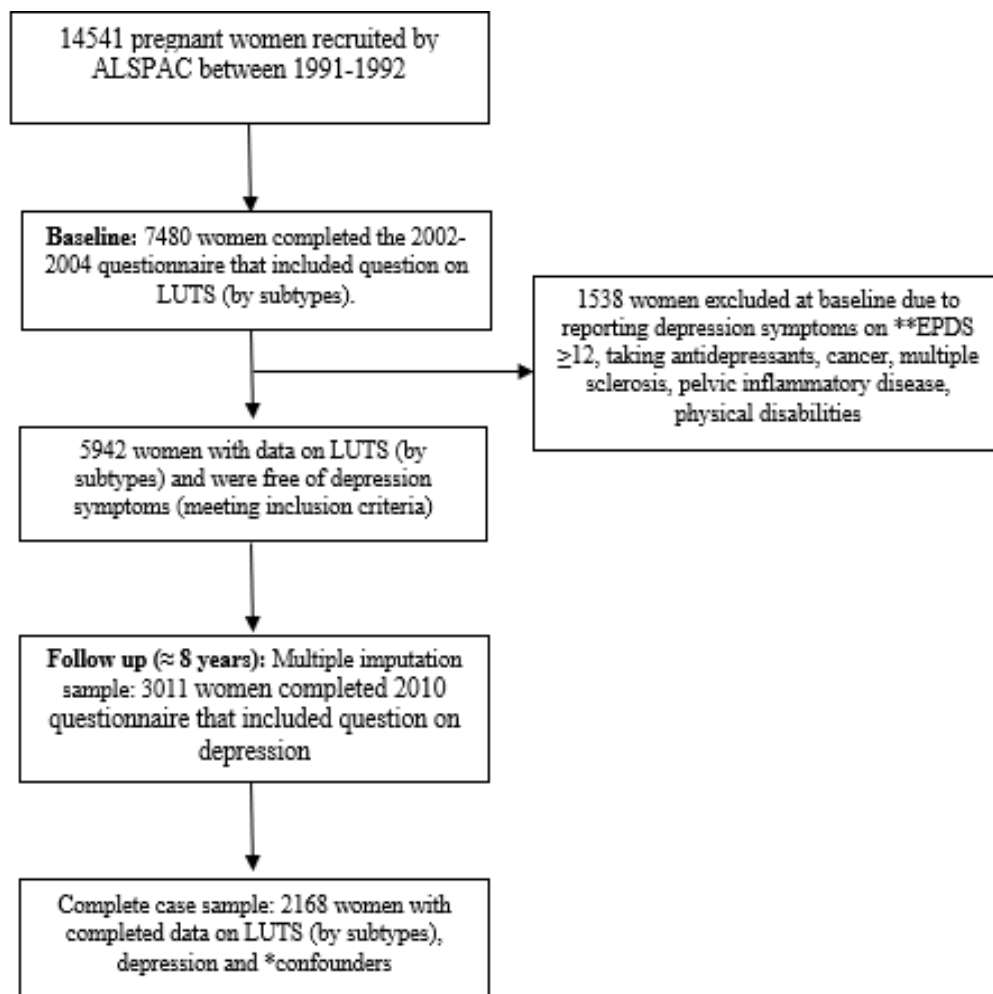 14541 pregnant women recruited by
ALSPAC between 1991-1992
Baseline: 7480 women completed the 2002-
2004 questionnaire that included question on
LUTS (by subtypes).
1538 women excluded at baseline due to
reporting depression symptoms on **EPDS
≥12, taking antidepressants, cancer, multiple
sclerosis, pelvic inflammatory disease,
physical disabilities
5942 women with data on LUTS (by
subtypes) and were free of depression
symptoms (meeting inclusion criteria)
Follow up (≈ 8 years): Multiple imputation
sample: 3011 women completed 2010
questionnaire that included question on
depression
Complete case sample: 2168 women with
completed data on LUTS (by subtypes),
depression and *confounders